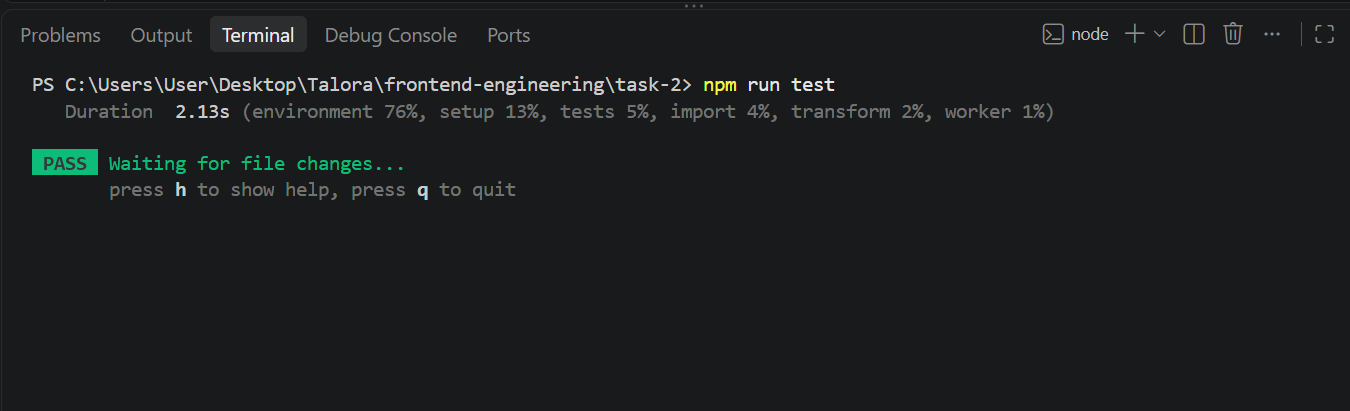 Problems Output Terminal Debug Console Ports node
PS C:\Users\User\Desktop\Talora\frontend-engineering\task-2> npm run test
Duration 2.13s (environment 76%, setup 13%, tests 5%, import 4%, transform 2%, worker 1%)
PASS Waiting for file changes...
press h to show help, press q to quit